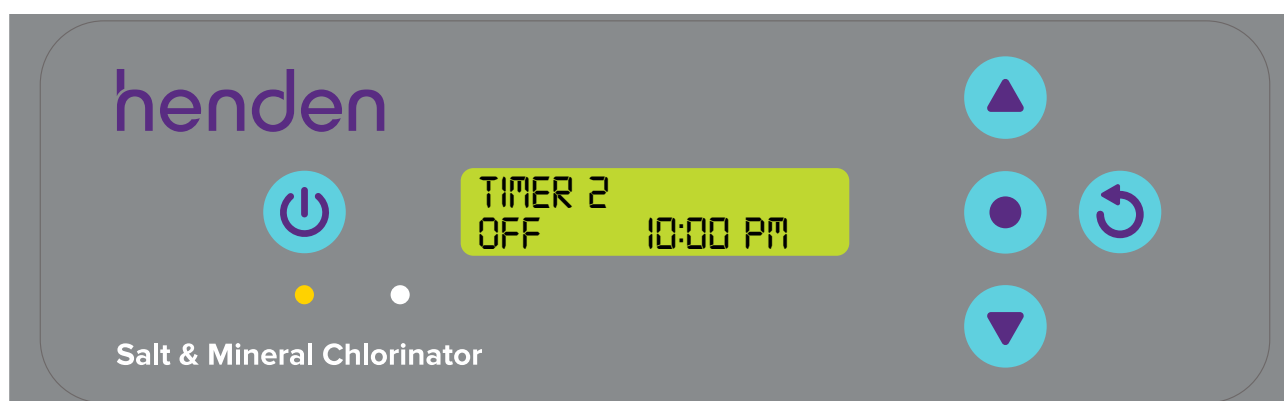 henden
TIMER 2
OFF 10:00 PM
Salt & Mineral Chlorinator